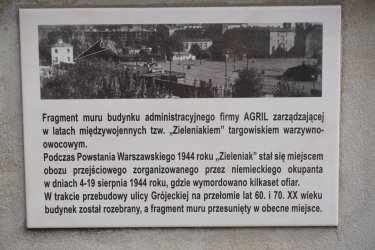 Fragment muru budynku administracyjnego firmy AGRIL zarządzającej
w latach międzywojennych tzw. „Zieleniakiem” targowiskiem warzywno-
owocowym.
Podczas Powstania Warszawskiego 1944 roku „Zieleniak” stał się miejscem
obozu przejściowego zorganizowanego przez niemieckiego okupanta
w dniach 4-19 sierpnia 1944 roku, gdzie wymordowano kilkaset ofiar.
W trakcie przebudowy ulicy Grójeckiej na przełomie lat 60. i 70. XX wieku
budynek został rozebrany, a fragment muru przesunięty w obecne miejsce.